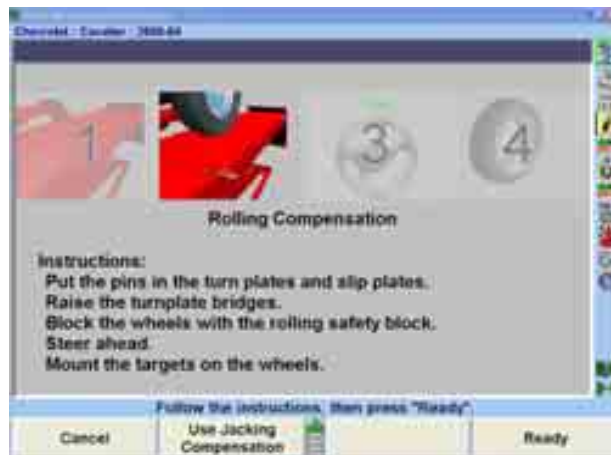 Chevrolet : Cavalier : 2000-04
1 3 4
Rolling Compensation
Instructions:
Put the pins in the turn plates and slip plates.
Raise the turnplate bridges.
Block the wheels with the rolling safety block.
Steer ahead.
Mount the targets on the wheels.
Follow the instructions, then press "Ready".
Cancel
Use Jacking
Compensation
Ready